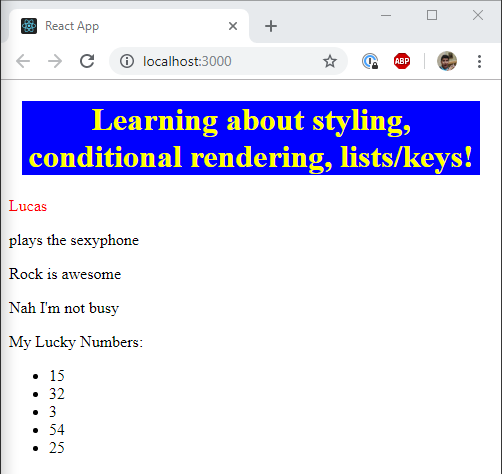 React App
localhost:3000
ABP
Learning about styling,
conditional rendering, lists/keys!
Lucas
plays the sexyphone
Rock is awesome
Nah I'm not busy
My Lucky Numbers:
15
32
3
54
25